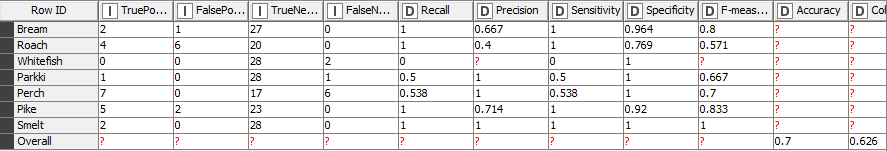 Row ID I TruePo... I FalsePo... I TrueNe... I FalseN... D Recall D Precision D Sensitivity D Specificity D F-meas... D Accuracy D Coh
Bream 2 1 27 0 1 0.667 1 0.964 0.8 ? ?
Roach 4 6 20 0 1 0.4 1 0.769 0.571 ? ?
Whitefish 0 0 28 2 0 ? 0 1 ? ? ?
Parkki 1 0 28 1 0.5 1 0.5 1 0.667 ? ?
Perch 7 0 17 6 0.538 1 0.538 1 0.7 ? ?
Pike 5 2 23 0 1 0.714 1 0.92 0.833 ? ?
Smelt 2 0 28 0 1 1 1 1 1 ? ?
Overall ? ? ? ? ? ? ? ? ? 0.7 0.626